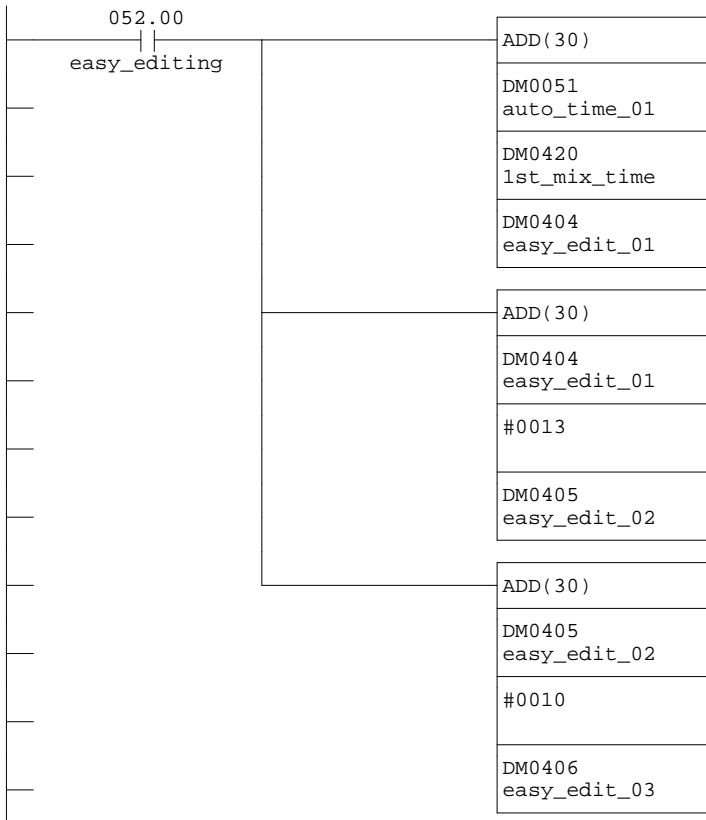 052.00
easy_editing
ADD(30)
DM0051
auto_time_01
DM0420
1st_mix_time
DM0404
easy_edit_01
ADD(30)
DM0404
easy_edit_01
#0013
DM0405
easy_edit_02
ADD(30)
DM0405
easy_edit_02
#0010
DM0406
easy_edit_03